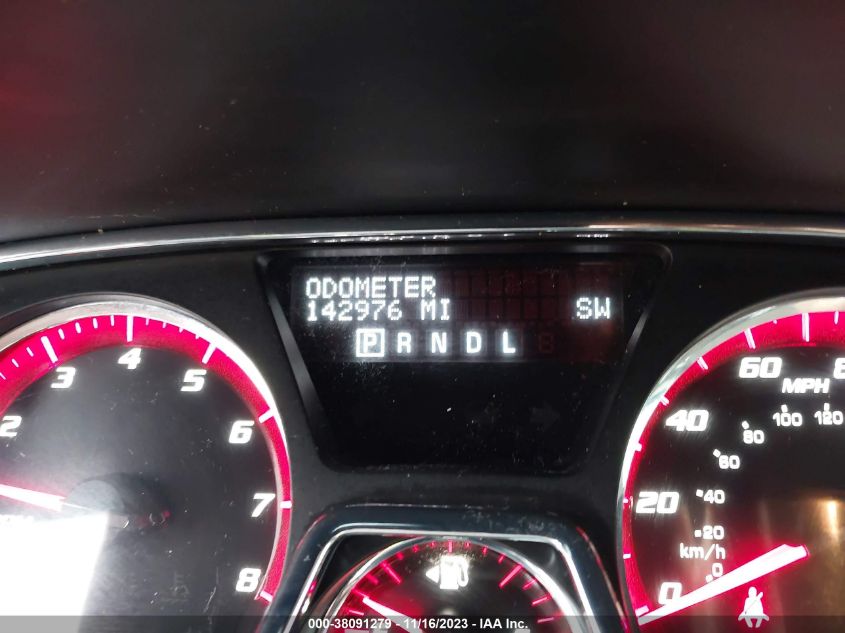 ODOMETER
142976 MI SW
P R N D L
2 3 4 5 6 7 8
0 20 40 60 8
MPH
0 20 40 60 80 100 120
km/h
000-38091279 - 11/16/2023 - IAA Inc.